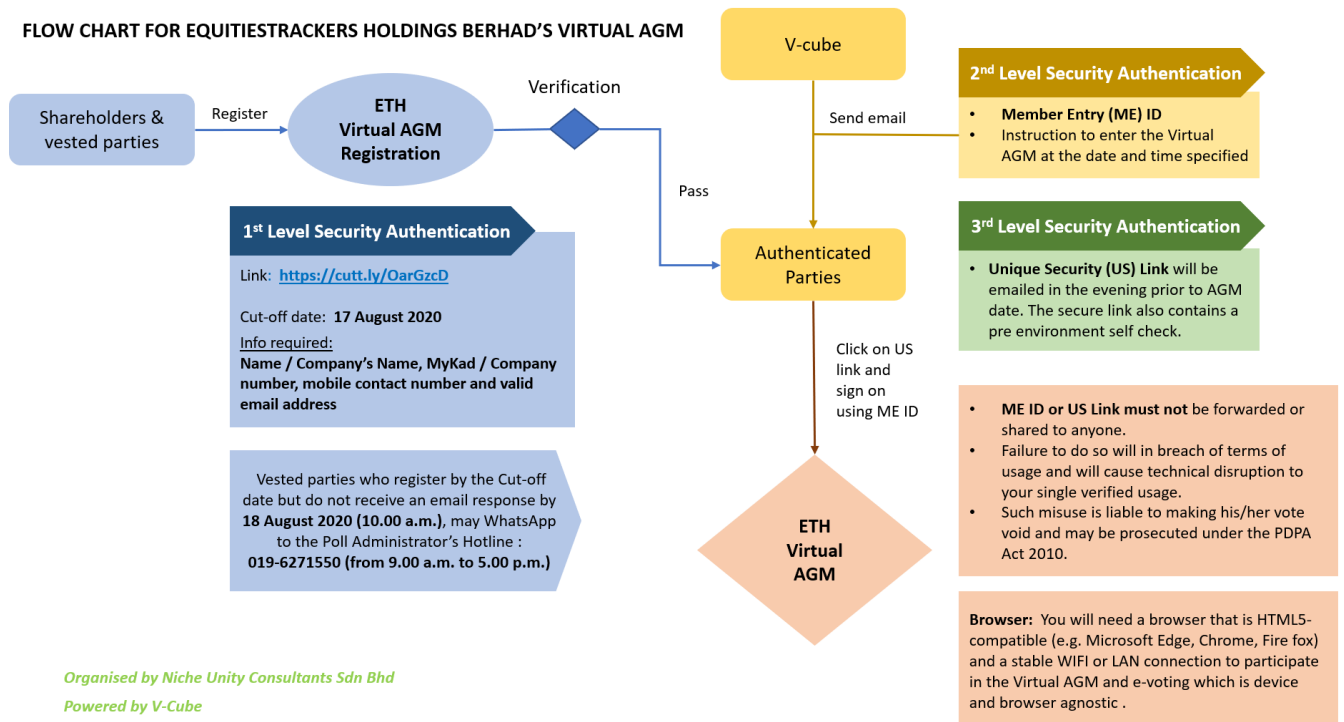 FLOW CHART FOR EQUITIESTRACKERS HOLDINGS BERHAD'S VIRTUAL AGM
Shareholders &
vested parties
Register
ETH
Virtual AGM
Registration
Verification
Pass
V-cube
Send email
Authenticated
Parties
Click on US
link and
sign on
using ME ID
ETH
Virtual
AGM
1st Level Security Authentication
Link: https://cutt.ly/OarGzcD
Cut-off date: 17 August 2020
Info required:
Name / Company's Name, MyKad / Company
number, mobile contact number and valid
email address
Vested parties who register by the Cut-off
date but do not receive an email response by
18 August 2020 (10.00 a.m.), may WhatsApp
to the Poll Administrator's Hotline :
019-6271550 (from 9.00 a.m. to 5.00 p.m.)
2nd Level Security Authentication
• Member Entry (ME) ID
• Instruction to enter the Virtual
AGM at the date and time specified
3rd Level Security Authentication
• Unique Security (US) Link will be
emailed in the evening prior to AGM
date. The secure link also contains a
pre environment self check.
• ME ID or US Link must not be forwarded or
shared to anyone.
• Failure to do so will in breach of terms of
usage and will cause technical disruption to
your single verified usage.
• Such misuse is liable to making his/her vote
void and may be prosecuted under the PDPA
Act 2010.
Browser: You will need a browser that is HTML5-
compatible (e.g. Microsoft Edge, Chrome, Fire fox)
and a stable WIFI or LAN connection to participate
in the Virtual AGM and e-voting which is device
and browser agnostic .
Organised by Niche Unity Consultants Sdn Bhd
Powered by V-Cube